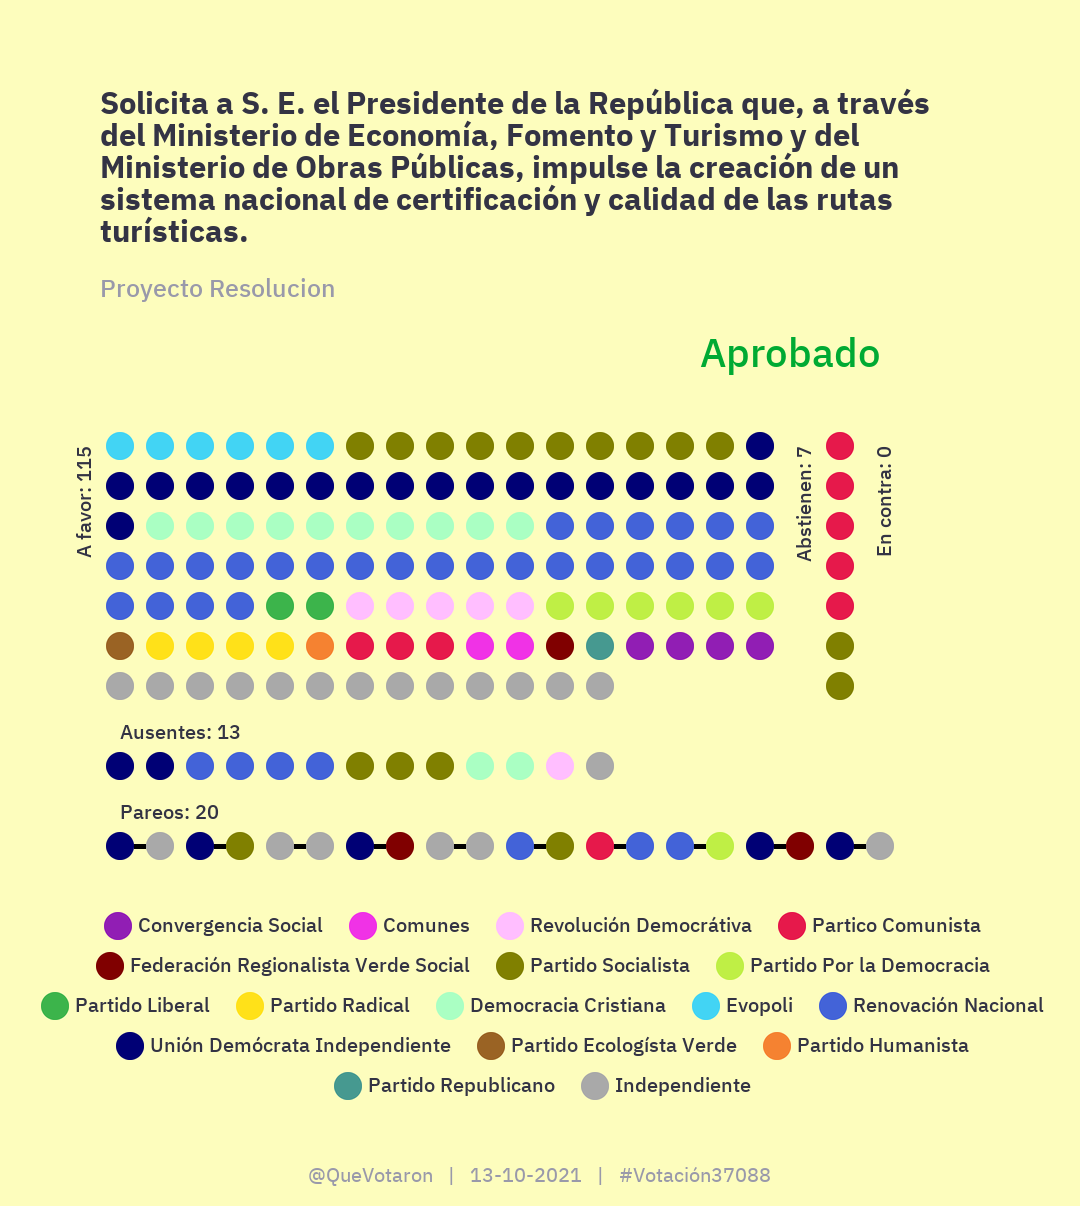 Solicita a S. E. el Presidente de la República que, a través
del Ministerio de Economía, Fomento y Turismo y del
Ministerio de Obras Públicas, impulse la creación de un
sistema nacional de certificación y calidad de las rutas
turísticas.
Proyecto Resolucion
Aprobado
A favor: 115
Abstienen: 7
En contra: 0
Ausentes: 13
Pareos: 20
Convergencia Social Comunes Revolución Democrátiva Partico Comunista
Federación Regionalista Verde Social Partido Socialista Partido Por la Democracia
Partido Liberal Partido Radical Democracia Cristiana Evopoli Renovación Nacional
Unión Demócrata Independiente Partido Ecologísta Verde Partido Humanista
Partido Republicano Independiente
@QueVotaron | 13-10-2021 | #Votación37088